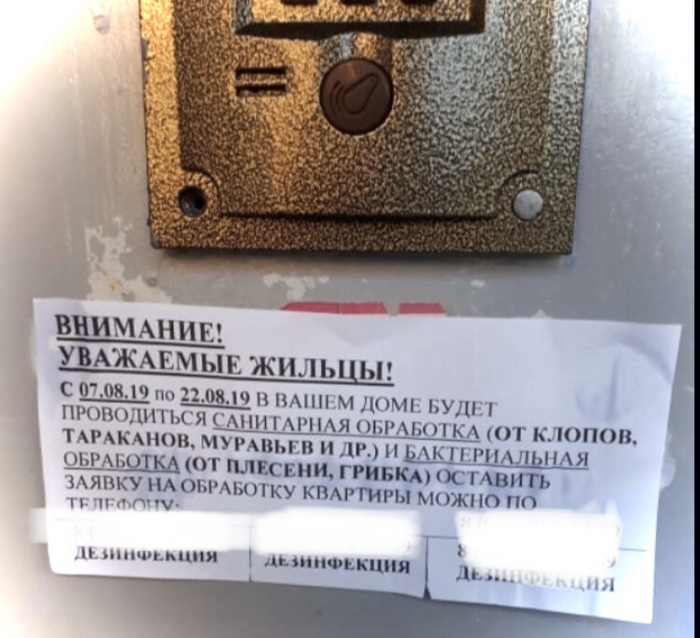 ВНИМАНИЕ!
УВАЖАЕМЫЕ ЖИЛЬЦЫ!
С 07.08.19 по 22.08.19 В ВАШЕМ ДОМЕ БУДЕТ
ПРОВОДИТЬСЯ САНИТАРНАЯ ОБРАБОТКА (ОТ КЛОПОВ,
ТАРАКАНОВ, МУРАВЬЕВ И ДР.) И БАКТЕРИАЛЬНАЯ
ОБРАБОТКА (ОТ ПЛЕСЕНИ, ГРИБКА) ОСТАВИТЬ
ЗАЯВКУ НА ОБРАБОТКУ КВАРТИРЫ МОЖНО ПО
ТЕЛЕФОНУ:
ДЕЗИНФЕКЦИЯ ДЕЗИНФЕКЦИЯ ДЕЗИНФЕКЦИЯ